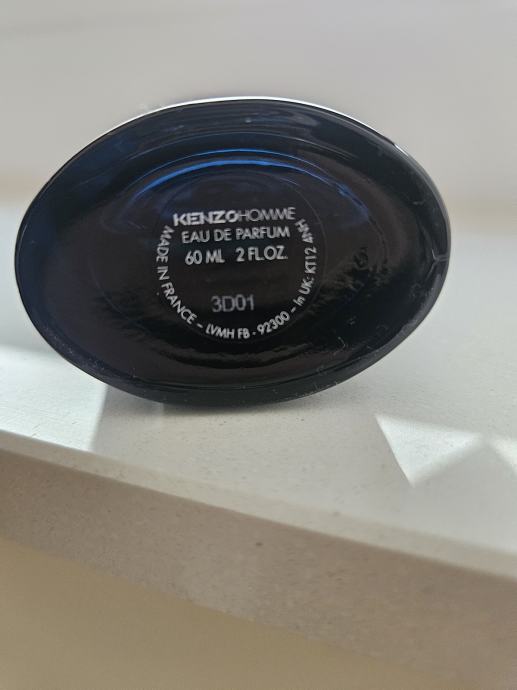 KENZOHOMME
EAU DE PARFUM
60 ML 2 FL.OZ.
3D01
MADE IN FRANCE - LVMH FB - 92300 - In UK: KT12 4NH